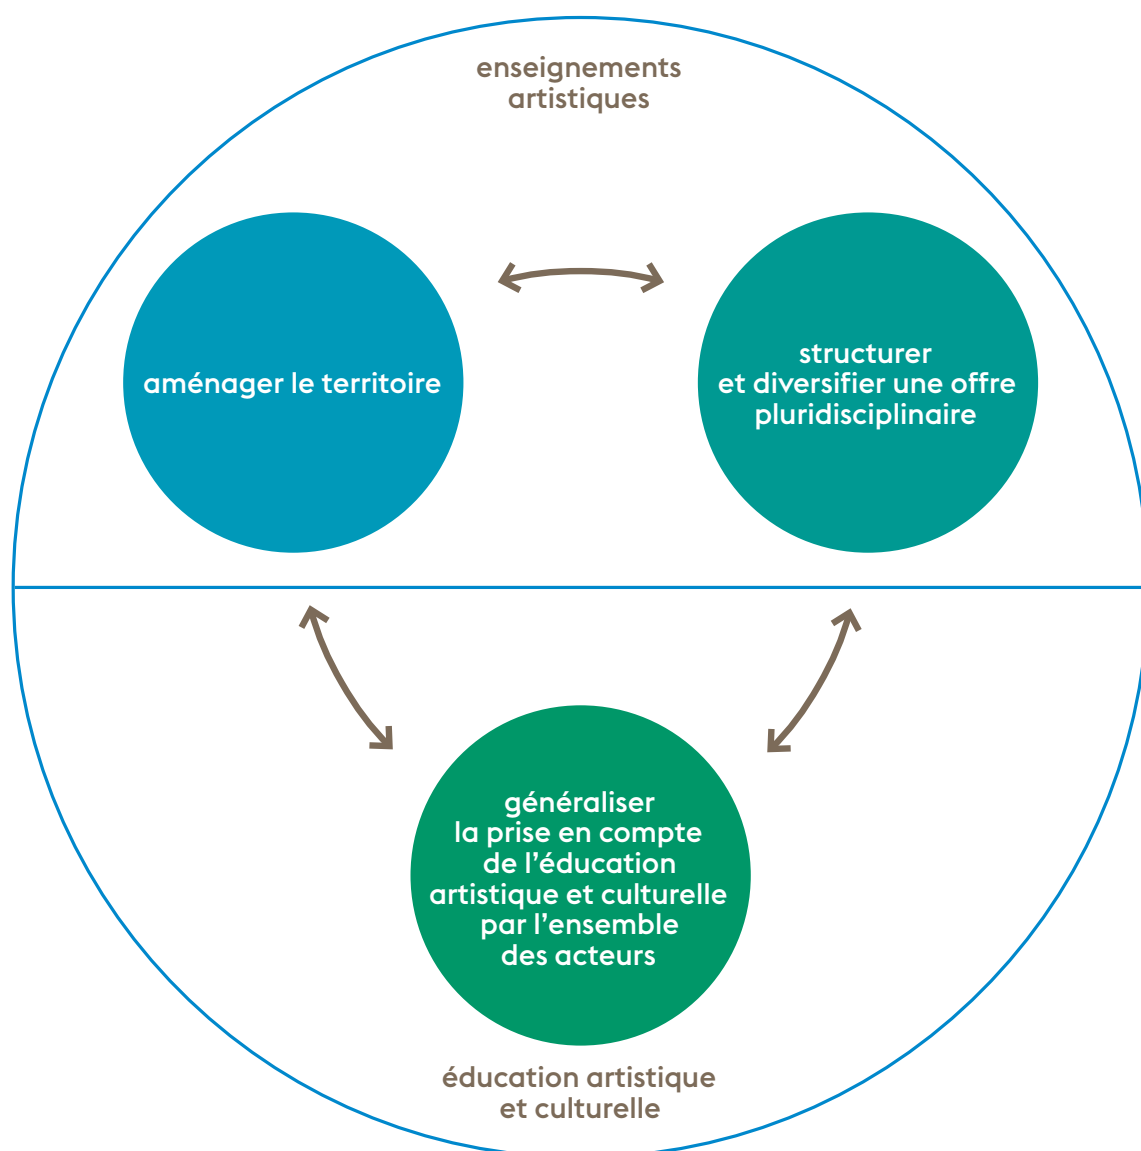 enseignements
artistiques
aménager le territoire
structurer
et diversifier une offre
pluridisciplinaire
généraliser
la prise en compte
de l’éducation
artistique et culturelle
par l’ensemble
des acteurs
éducation artistique
et culturelle